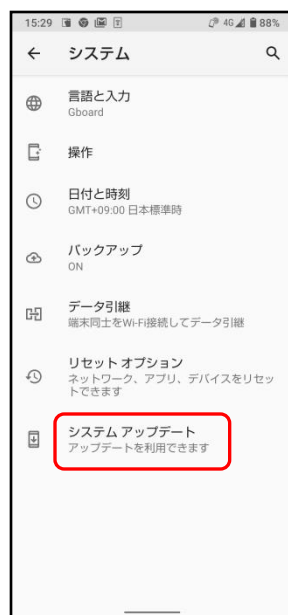 15:29 4G 88%
システム
言語と入力
Gboard
操作
日付と時刻
GMT+09:00 日本標準時
バックアップ
ON
データ引継
端末同士をWi-Fi接続してデータ引継
リセット オプション
ネットワーク、アプリ、デバイスをリセッ
トできます
システム アップデート
アップデートを利用できます